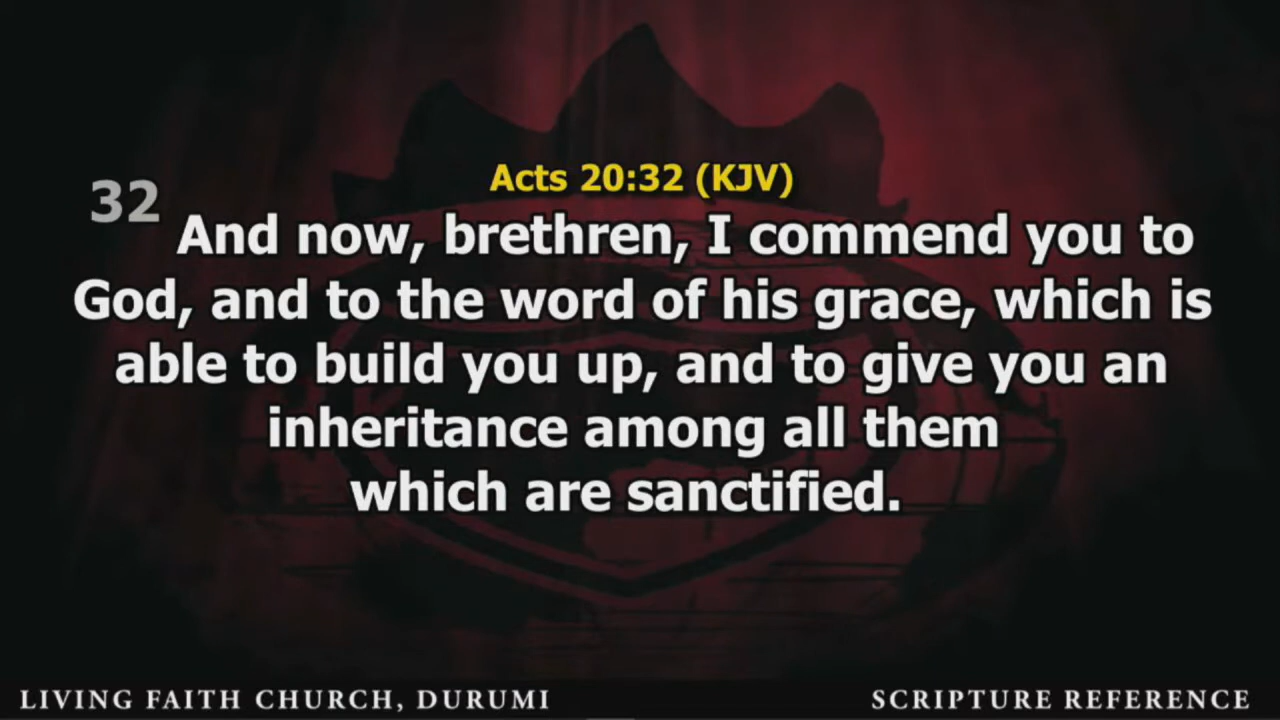 Acts 20:32 (KJV)
32 And now, brethren, I commend you to
God, and to the word of his grace, which is
able to build you up, and to give you an
inheritance among all them
which are sanctified.
LIVING FAITH CHURCH, DURUMI
SCRIPTURE REFERENCE